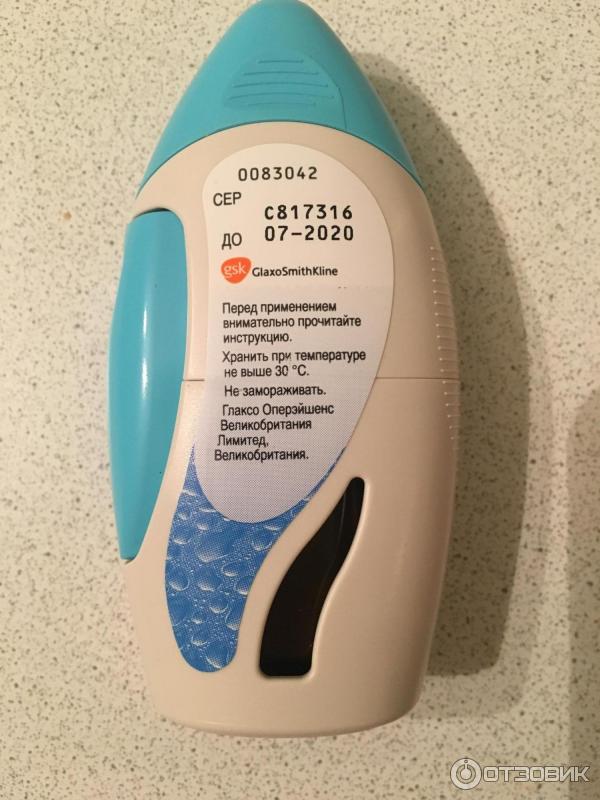 0083042
СЕР C817316
ДО 07-2020
gsk GlaxoSmithKline
Перед применением
внимательно прочитайте
инструкцию.
Хранить при температуре
не выше 30 °C.
Не замораживать.
Глаксо Оперэйшенс
Великобритания
Лимитед,
Великобритания.
ОТЗОВИК